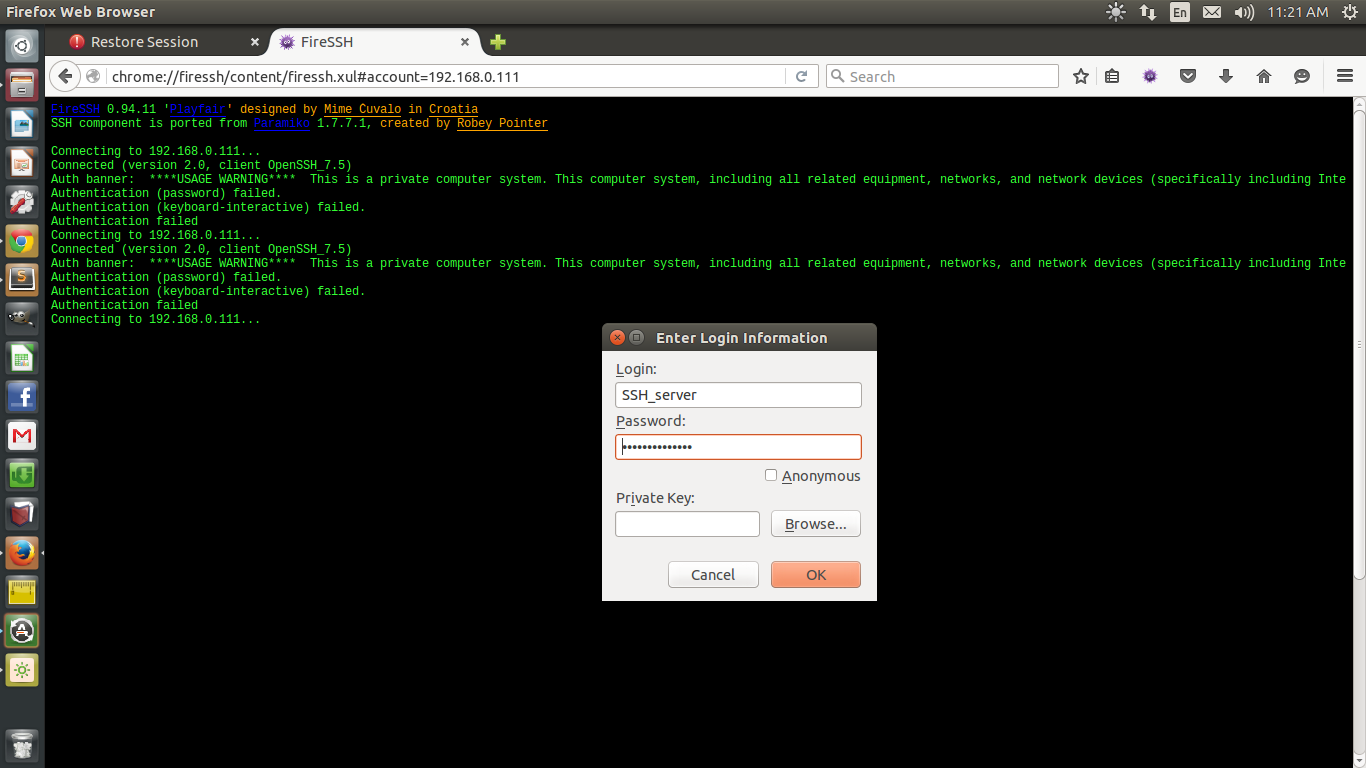 Firefox Web Browser
En
11:21 AM
Restore Session
FireSSH
chrome://firessh/content/firessh.xul#account=192.168.0.111
Search
FireSSH 0.94.11 'Playfair' designed by Mime Cuvalo in Croatia
SSH component is ported from Paramiko 1.7.7.1, created by Robey Pointer
Connecting to 192.168.0.111...
Connected (version 2.0, client OpenSSH_7.5)
Auth banner:  ****USAGE WARNING****  This is a private computer system. This computer system, including all related equipment, networks, and network devices (specifically including Inte
Authentication (password) failed.
Authentication (keyboard-interactive) failed.
Authentication failed
Connecting to 192.168.0.111...
Connected (version 2.0, client OpenSSH_7.5)
Auth banner:  ****USAGE WARNING****  This is a private computer system. This computer system, including all related equipment, networks, and network devices (specifically including Inte
Authentication (password) failed.
Authentication (keyboard-interactive) failed.
Authentication failed
Connecting to 192.168.0.111...
Enter Login Information
Login:
SSH_server
Password:
••••••••••••••
Anonymous
Private Key:
Browse...
Cancel
OK